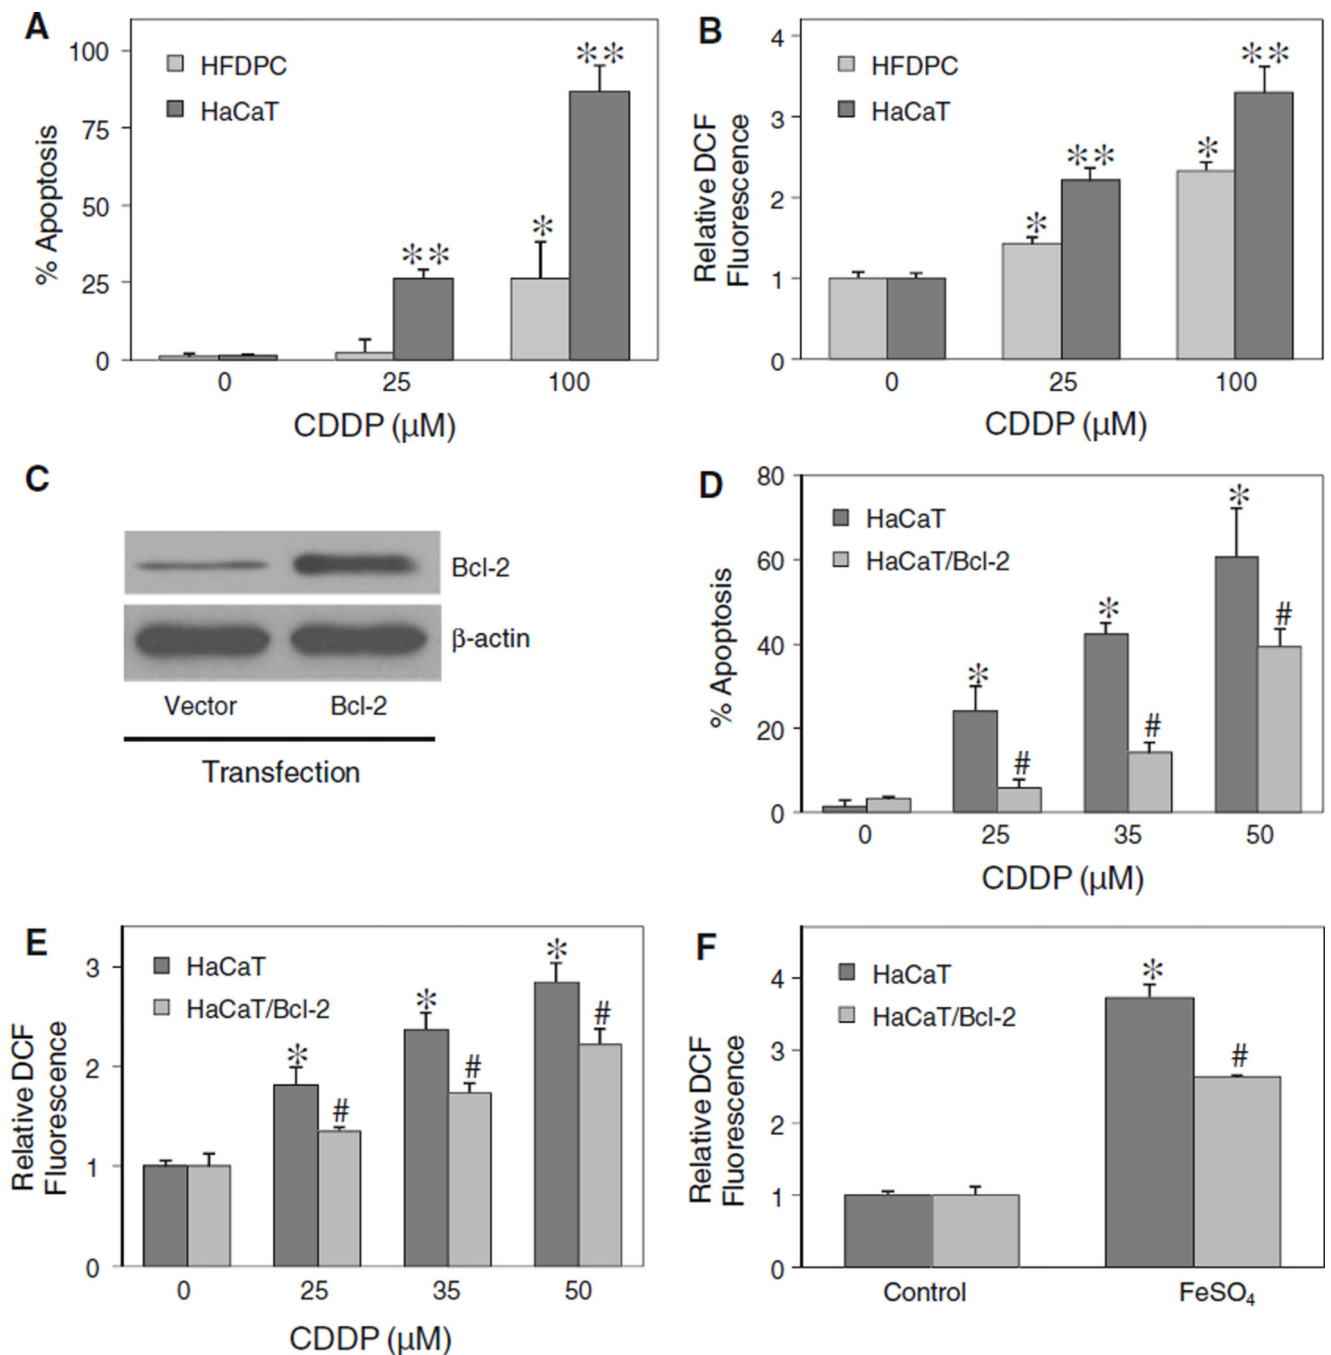 A
100
75
50
25
0
% Apoptosis
HFDPC
HaCaT
*
**
**
0
25
100
CDDP (μM)
B
4
3
2
1
0
Relative DCF
Fluorescence
HFDPC
HaCaT
*
**
*
**
0
25
100
CDDP (μM)
C
Bcl-2
β-actin
Vector
Bcl-2
Transfection
D
80
60
40
20
0
% Apoptosis
HaCaT
HaCaT/Bcl-2
*
#
*
#
*
#
0
25
35
50
CDDP (μM)
E
3
2
1
0
Relative DCF
Fluorescence
HaCaT
HaCaT/Bcl-2
*
#
*
#
*
#
0
25
35
50
CDDP (μM)
F
4
3
2
1
0
Relative DCF
Fluorescence
HaCaT
HaCaT/Bcl-2
*
#
Control
FeSO₄